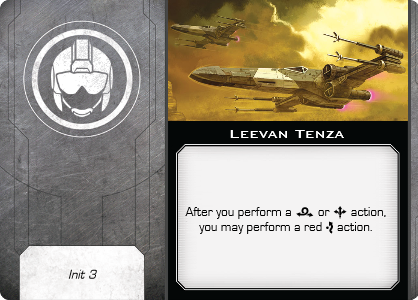 LEEVAN TENZA
After you perform a or action,
you may perform a red action.
Init 3